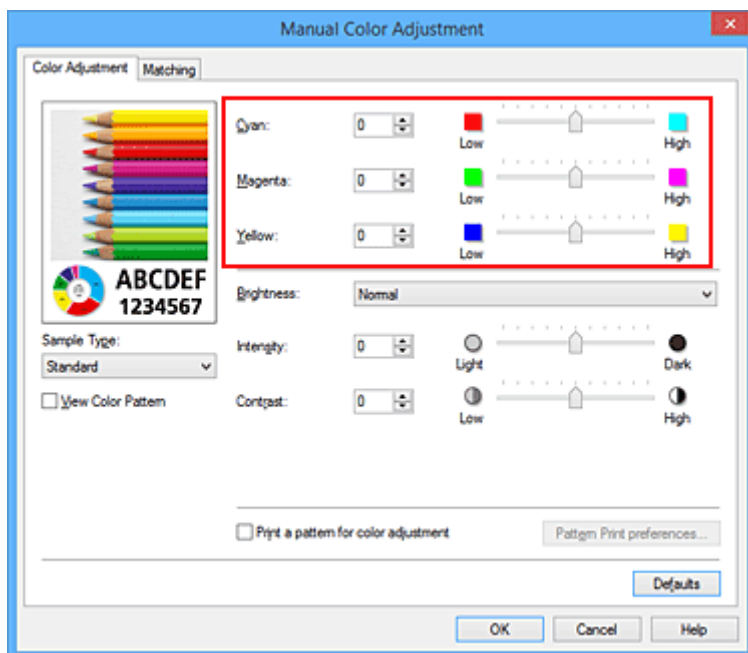 Manual Color Adjustment
Color Adjustment Matching
Cyan: 0 Low High
Magenta: 0 Low High
Yellow: 0 Low High
ABCDEF
1234567
Sample Type:
Standard
View Color Pattern
Brightness: Normal
Intensity: 0 Light Dark
Contrast: 0 Low High
Print a pattern for color adjustment Pattern Print preferences...
Defaults
OK Cancel Help